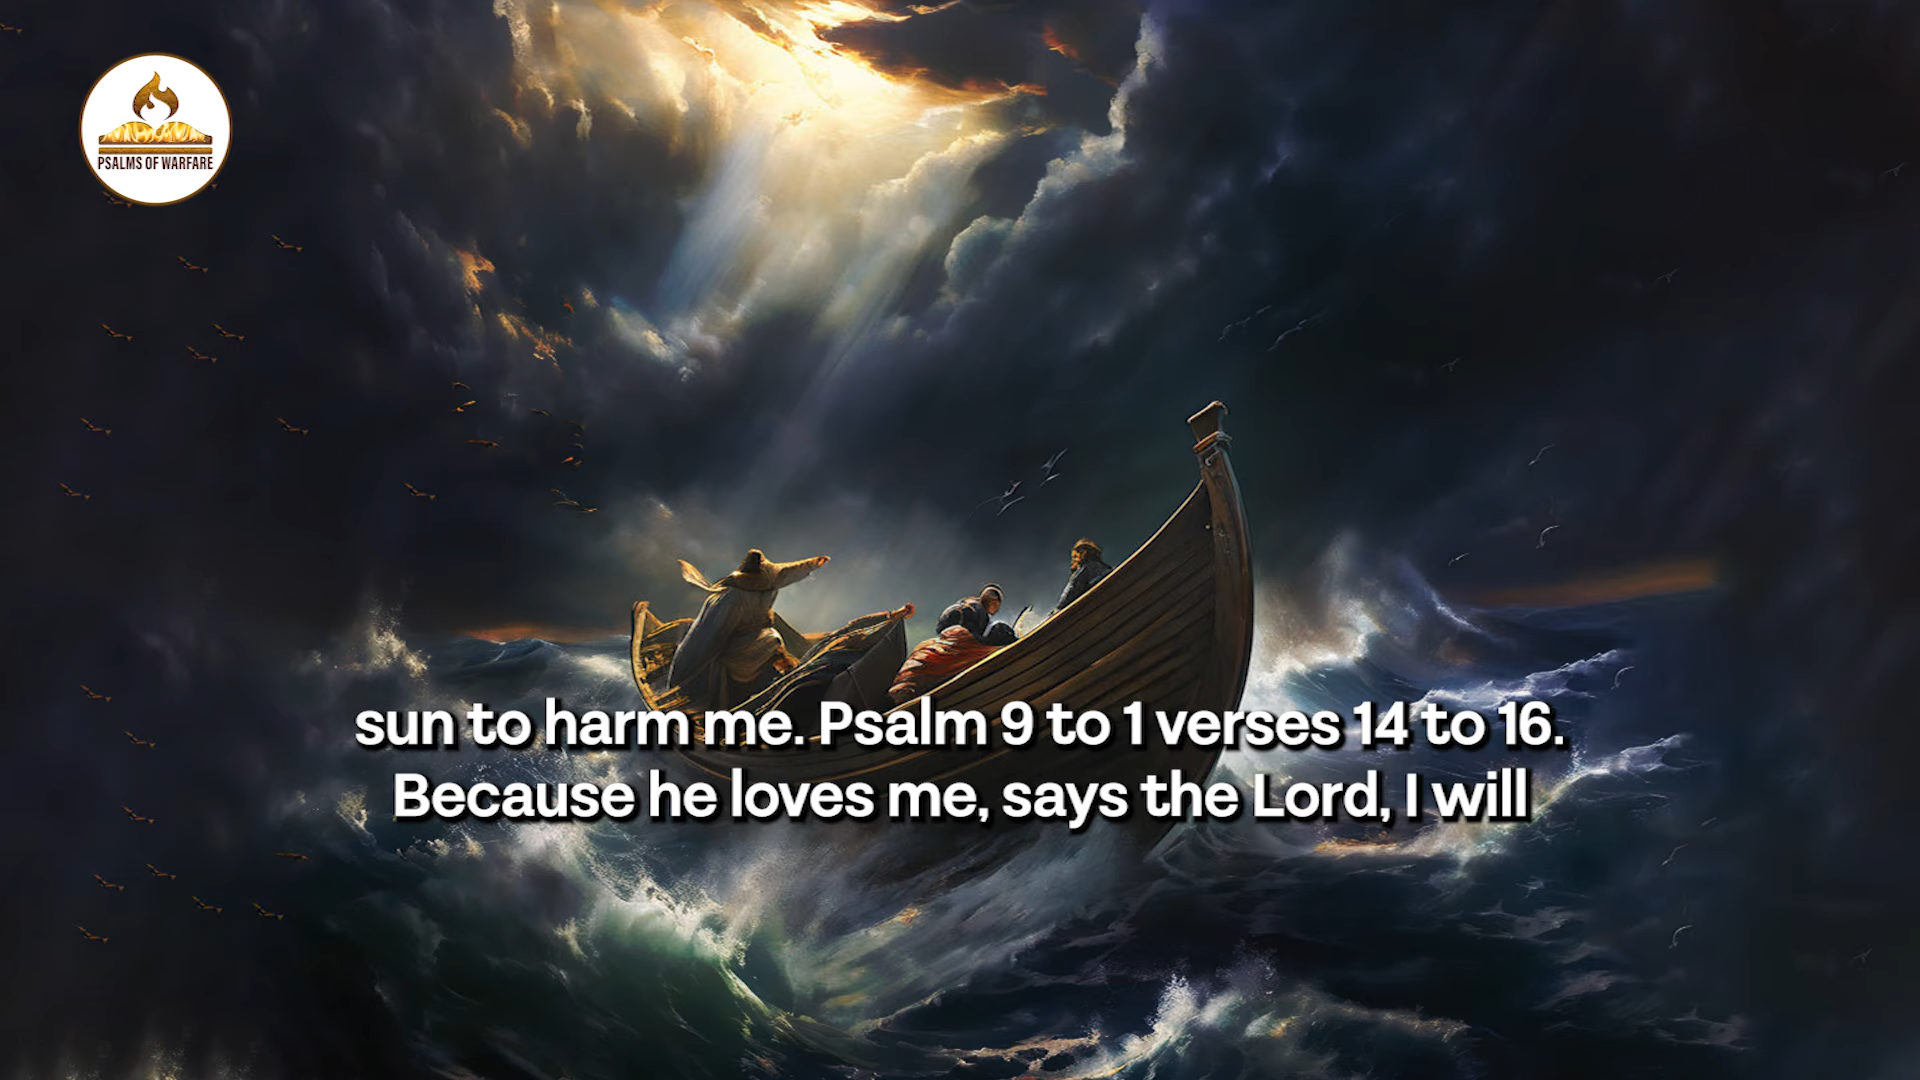 PSALMS OF WARFARE
sun to harm me. Psalm 9 to 1 verses 14 to 16.
Because he loves me, says the Lord, I will